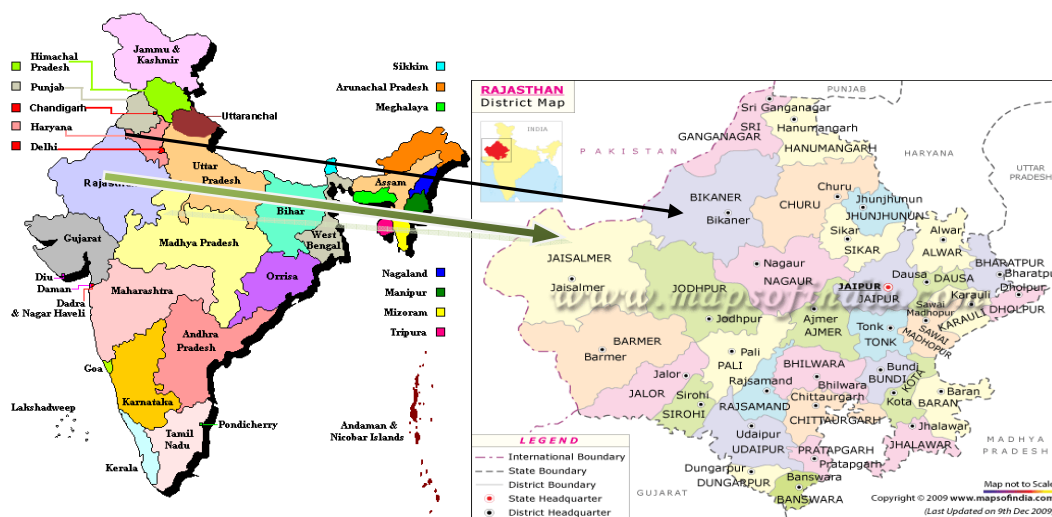 Jammu &
Kashmir
Himachal
Pradesh
Punjab
Chandigarh
Haryana
Delhi
Uttaranchal
Sikkim
Arunachal Pradesh
Meghalaya
Uttar
Pradesh
Assam
Bihar
Gujarat
Madhya Pradesh
West
Bengal
Orrisa
Diu
Daman
Dadra
& Nagar Haveli
Maharashtra
Nagaland
Manipur
Mizeram
Tripura
Andhra
Pradesh
Goa
Karnataka
Lakshadweep
Pondicherry
Tamil
Nadu
Kerala
Andaman &
Nicobar Islands
RAJASTHAN
District Map
INDIA
PUNJAB
PAKISTAN
HARYANA
UTTAR
PRADESH
Sri Ganganagar
SRI
GANGANAGAR
Hanumangarh
HANUMANGARH
BIKANER
Bikaner
Churu
CHURU
Jhunjhunun
JHUNJHUNUN
Sikar
SIKAR
Alwar
ALWAR
JAISALMER
Jaisalmer
Nagaur
NAGAUR
JODHPUR
Jodhpur
JAIPUR
JAIPUR
Dausa
DAUSA
BHARATPUR
Bharatpur
Dholpur
DHOLPUR
Karauli
KARAULI
Sawai
Madhopur
SAWAI
MADHOPUR
www.mapsofindia.com
Ajmer
AJMER
Tonk
TONK
BARMER
Barmer
Pali
PALI
Jalor
JALOR
Sirohi
SIROHI
Rajsamand
RAJSAMAND
BHILWARA
Bhilwara
Bundi
BUNDI
KOTA
Kota
Baran
BARAN
Chittaurgarh
CHITTAURGARH
Jhalawar
JHALAWAR
Udaipur
UDAIPUR
PRATAPGARH
Pratapgarh
Dungarpur
DUNGARPUR
Banswara
BANSWARA
GUJARAT
MADHYA
PRADESH
LEGEND
International Boundary
State Boundary
District Boundary
State Headquarter
District Headquarter
Map not to Scale
Copyright © 2009 www.mapsofindia.com
(Last Updated on 9th Dec 2009)